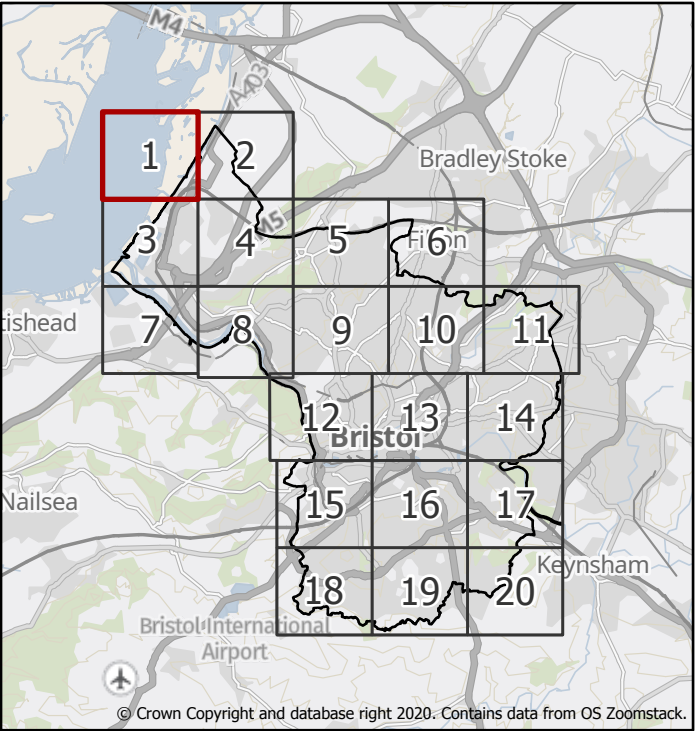 M4
A403
1
2
Bradley Stoke
M5
3
4
5
6
Filton
tishead
7
8
9
10
11
12
13
14
Bristol
Nailsea
15
16
17
Keynsham
18
19
20
Bristol International
Airport
© Crown Copyright and database right 2020. Contains data from OS Zoomstack.